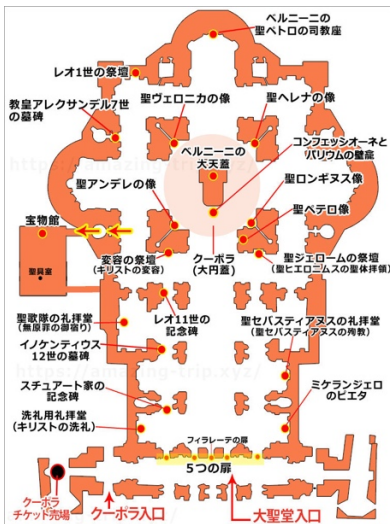 ベルニーニの
聖ペトロの司教座
レオ1世の祭壇
教皇アレクサンデル7世
の墓碑
聖ヴェロニカの像
聖ヘレナの像
ベルニーニの
大天蓋
コンフェッシオーネと
パリウムの壁龕
聖アンデレの像
聖ロンギヌス像
宝物館
聖ペテロ像
聖具室
変容の祭壇
(キリストの変容)
クーポラ
(大円蓋)
聖ジェロームの祭壇
(聖ヒエロニムスの聖体拝領)
レオ11世の
記念碑
聖歌隊の礼拝堂
(無原罪の御宿り)
聖セバスティアヌスの礼拝堂
(聖セバスティアヌスの殉教)
イノケンティウス
12世の墓碑
https://amazing-trip.xyz/
スチュアート家の
記念碑
ミケランジェロ
のピエタ
洗礼用礼拝堂
(キリストの洗礼)
フィラレーテの扉
5つの扉
クーポラ
チケット売場
クーポラ入口
大聖堂入口